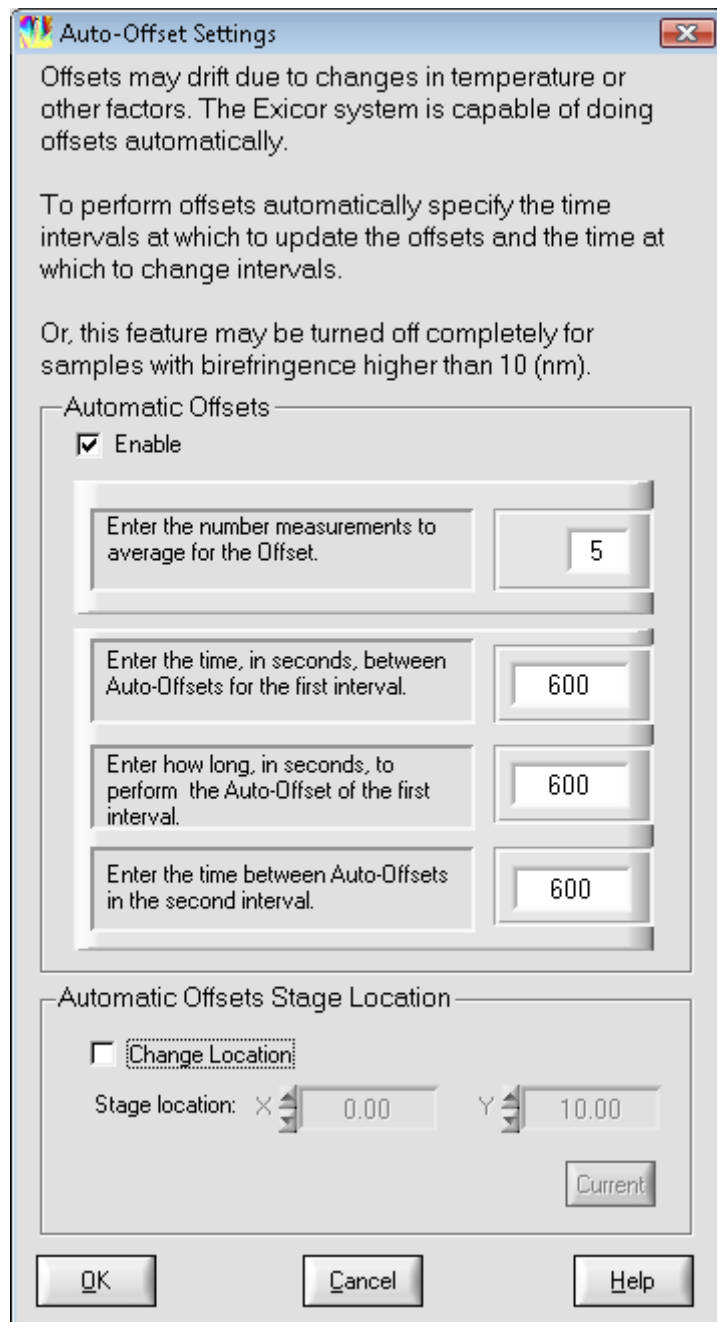 Auto-Offset Settings
Offsets may drift due to changes in temperature or
other factors. The Exicor system is capable of doing
offsets automatically.
To perform offsets automatically specify the time
intervals at which to update the offsets and the time at
which to change intervals.
Or, this feature may be turned off completely for
samples with birefringence higher than 10 (nm).
Automatic Offsets
Enable
Enter the number measurements to
average for the Offset.
5
Enter the time, in seconds, between
Auto-Offsets for the first interval.
600
Enter how long, in seconds, to
perform the Auto-Offset of the first
interval.
600
Enter the time between Auto-Offsets
in the second interval.
600
Automatic Offsets Stage Location
Change Location
Stage location: X 0.00 Y 10.00
Current
OK Cancel Help